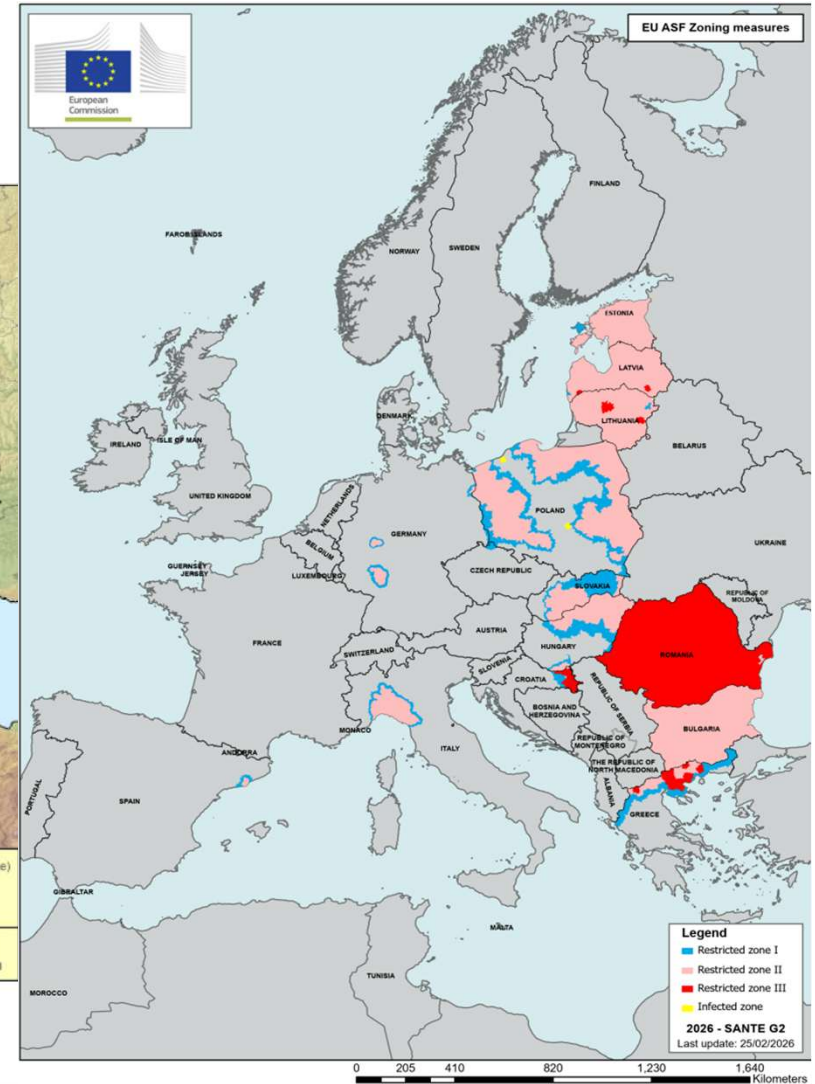 EU ASF Zoning measures
European
Commission
FINLAND
FAROE ISLANDS
NORWAY
SWEDEN
ESTONIA
LATVIA
DENMARK
LITHUANIA
IRELAND
ISLE OF MAN
BELARUS
UNITED KINGDOM
NETHERLANDS
POLAND
GERMANY
BELGIUM
UKRAINE
GUERNSEY
JERSEY
LUXEMBOURG
CZECH REPUBLIC
SLOVAKIA
REPUBLIC OF
MOLDOVA
AUSTRIA
FRANCE
SWITZERLAND
HUNGARY
ROMANIA
SLOVENIA
CROATIA
REPUBLIC OF SERBIA
BOSNIA AND
HERZEGOVINA
MONACO
BULGARIA
ITALY
REPUBLIC OF
MONTENEGRO
ANDORRA
THE REPUBLIC OF
NORTH MACEDONIA
PORTUGAL
SPAIN
ALBANIA
GREECE
e)
GIBRALTAR
MALTA
Legend
Restricted zone I
Restricted zone II
Restricted zone III
Infected zone
TUNISIA
MOROCCO
2026 - SANTE G2
Last update: 25/02/2026
0 205 410 820 1,230 1,640
Kilometers